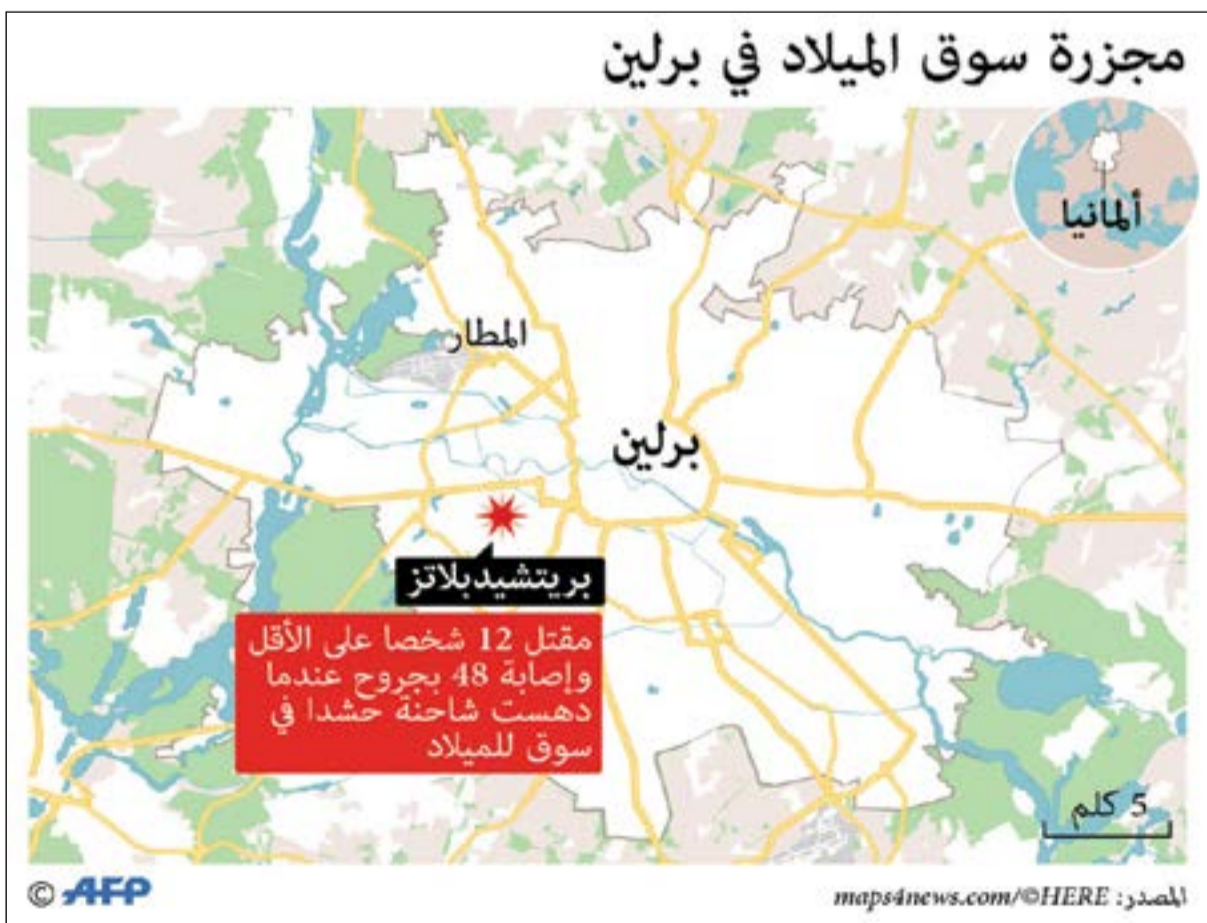 مجزرة سوق الميلاد في برلين
ألمانيا
المطار
برلين
بريتشيدبلاتز
مقتل 12 شخصا على الأقل
وإصابة 48 بجروح عندما
دهست شاحنة حشدا في
سوق للميلاد
5 كلم
© AFP
المصدر: maps4news.com/©HERE